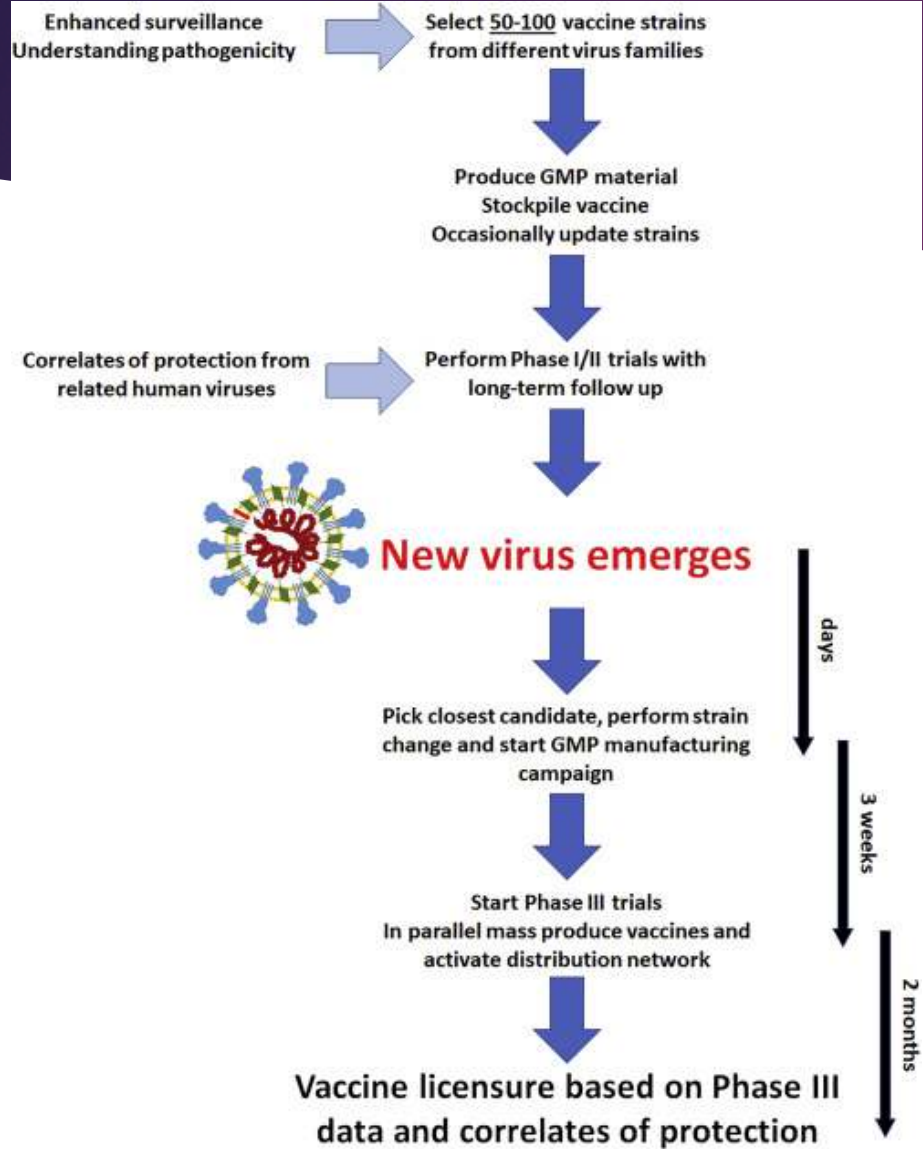 Enhanced surveillance
Understanding pathogenicity
Select 50-100 vaccine strains
from different virus families
Produce GMP material
Stockpile vaccine
Occasionally update strains
Correlates of protection from
related human viruses
Perform Phase I/II trials with
long-term follow up
New virus emerges
days
Pick closest candidate, perform strain
change and start GMP manufacturing
campaign
3 weeks
Start Phase III trials
In parallel mass produce vaccines and
activate distribution network
2 months
Vaccine licensure based on Phase III
data and correlates of protection